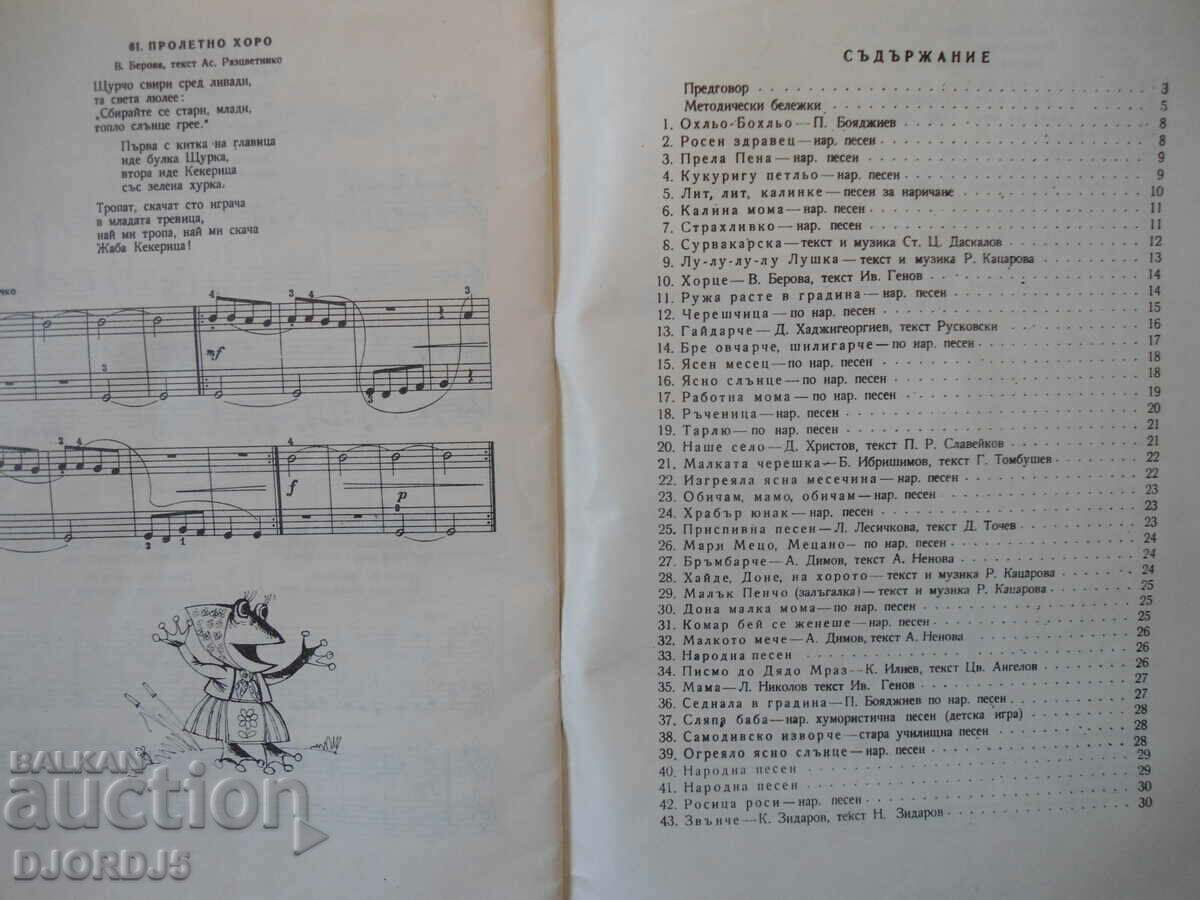 61. ПРОЛЕТНО ХОРО
В. Берова, текст Ас. Разцветнико
Щурчо свири сред ливади,
та света люлее:
„Сбирайте се стари, млади,
топло слънце грее."
Първа с китка на главица
иде булка Щурка,
втора иде Кекерица
със зелена хурка.
Тропат, скачат сто играча
в младата тревица,
най ми тропа, най ми скача
Жаба Кекерица!
чко
4 3 4 3
mf
3
5
3 4 4
f p
2 1
СЪДЪРЖАНИЕ
Предговор 3
Методически бележки 5
1. Охльо-Бохльо — П. Бояджиев 8
2. Росен здравец — нар. песен 8
3. Прела Пена — нар. песен 9
4. Кукуригу петльо — нар. песен 9
5. Лит, лит, калинке — песен за наричане 10
6. Калина мома — нар. песен 11
7. Страхливко — нар. песен 11
8. Сурвакарска — текст и музика Ст. Ц. Даскалов 12
9. Лу-лу-лу-лу Лушка — текст и музика Р. Кацарова 13
10. Хорце — В. Берова, текст Ив. Генов 14
11. Ружа расте в градина — нар. песен 14
12. Черешчица — по нар. песен 15
13. Гайдарче — Д. Хаджигеоргиев, текст Русковски 16
14. Бре овчарче, шилигарче — по нар. песен 17
15. Ясен месец — по нар. песен 18
16. Ясно слънце — по нар. песен 18
17. Работна мома — по нар. песен 19
18. Ръченица — нар. песен 20
19. Тарлю — по нар. песен 21
20. Наше село — Д. Христов, текст П. Р. Славейков 21
21. Малката черешка — Б. Ибришимов, текст Г. Томбушев 22
22. Изгреяла ясна месечина — нар. песен 22
23. Обичам, мамо, обичам — нар. песен 23
24. Храбър юнак — нар. песен 23
25. Приспивна песен — Л. Лесичкова, текст Д. Точев 23
26. Мари Мецо, Мецано — по нар. песен 24
27. Бръмбарче — А. Димов, текст А. Ненова 24
28. Хайде, Доне, на хорото — текст и музика Р. Кацарова 24
29. Малък Пенчо (залъгалка) — текст и музика Р. Кацарова 25
30. Дона малка мома — по нар. песен 25
31. Комар бей се женеше — нар. песен 25
32. Малкото мече — А. Димов, текст А. Ненова 26
33. Народна песен 26
34. Писмо до Дядо Мраз — К. Илиев, текст Цв. Ангелов 26
35. Мама — Л. Николов текст Ив. Генов 27
36. Седнала в градина — П. Бояджиев по нар. песен 27
37. Сляпа баба — нар. хумористична песен (детска игра) 28
38. Самодивско изворче — стара училищна песен 28
39. Огреяло ясно слънце — нар. песен 28
40. Народна песен 29
41. Народна песен 29
42. Росица роси — нар. песен 30
43. Звънче — К. Зидаров, текст Н. Зидаров 30
BALKAN
auction
DJORDJ5